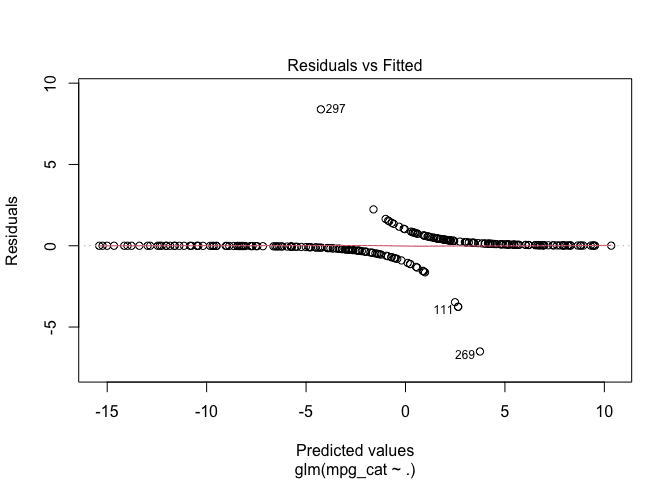 Residuals vs Fitted
10
297
5
Residuals
0
111
-5
269
-15 -10 -5 0 5 10
Predicted values
glm(mpg_cat ~ .)